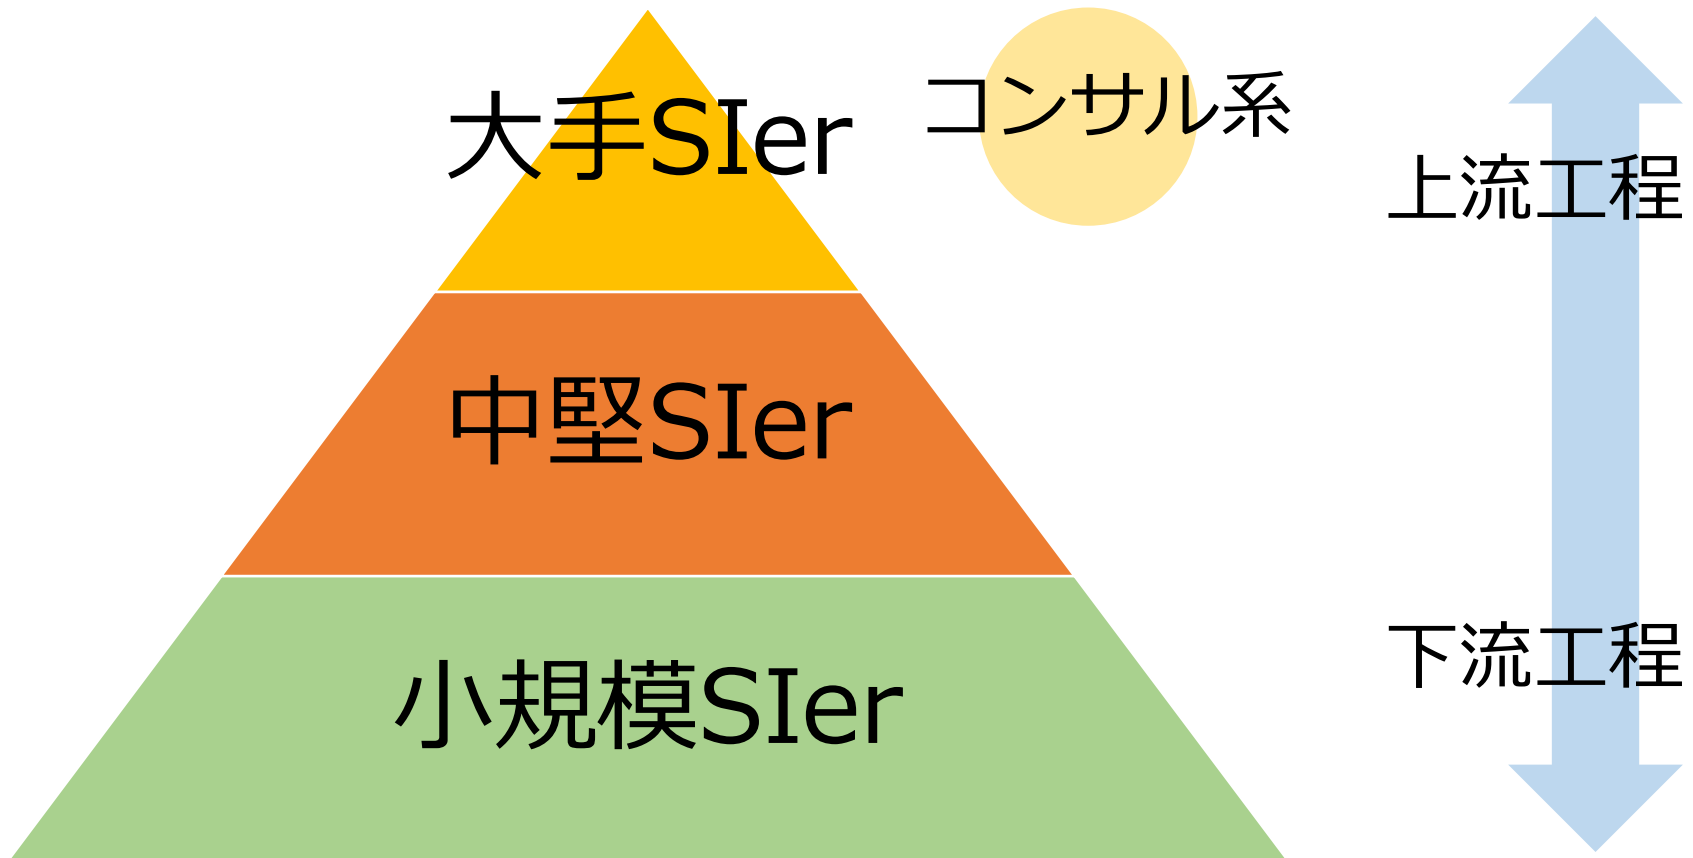 大手SIer
コンサル系
上流工程
中堅SIer
下流工程
小規模SIer